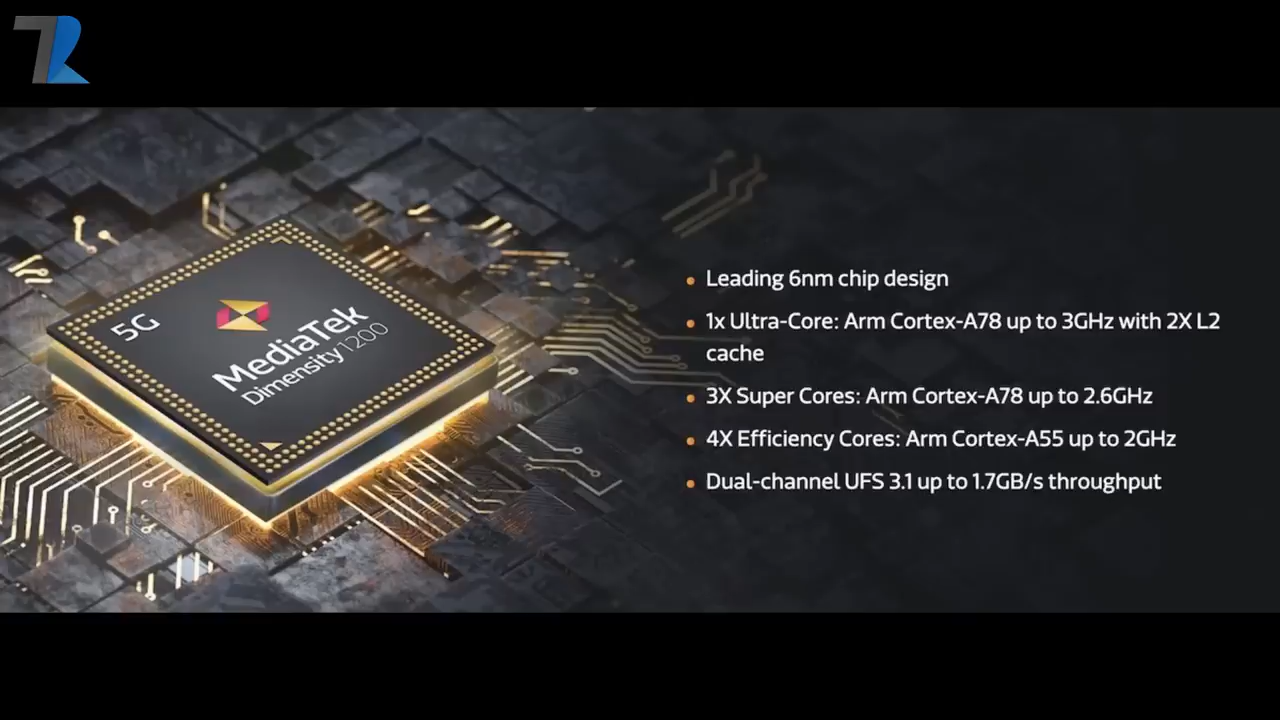 5G
MediaTek
Dimensity 1200
Leading 6nm chip design
1x Ultra-Core: Arm Cortex-A78 up to 3GHz with 2X L2
cache
3X Super Cores: Arm Cortex-A78 up to 2.6GHz
4X Efficiency Cores: Arm Cortex-A55 up to 2GHz
Dual-channel UFS 3.1 up to 1.7GB/s throughput